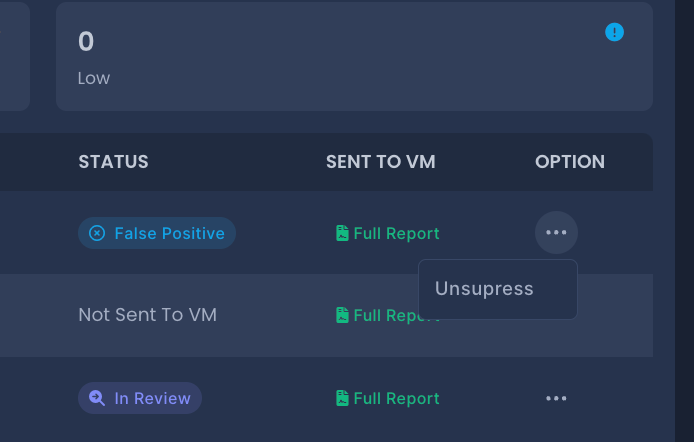 0
Low
STATUS SENT TO VM OPTION
False Positive Full Report
Unsupress
Not Sent To VM Full Report
In Review Full Report